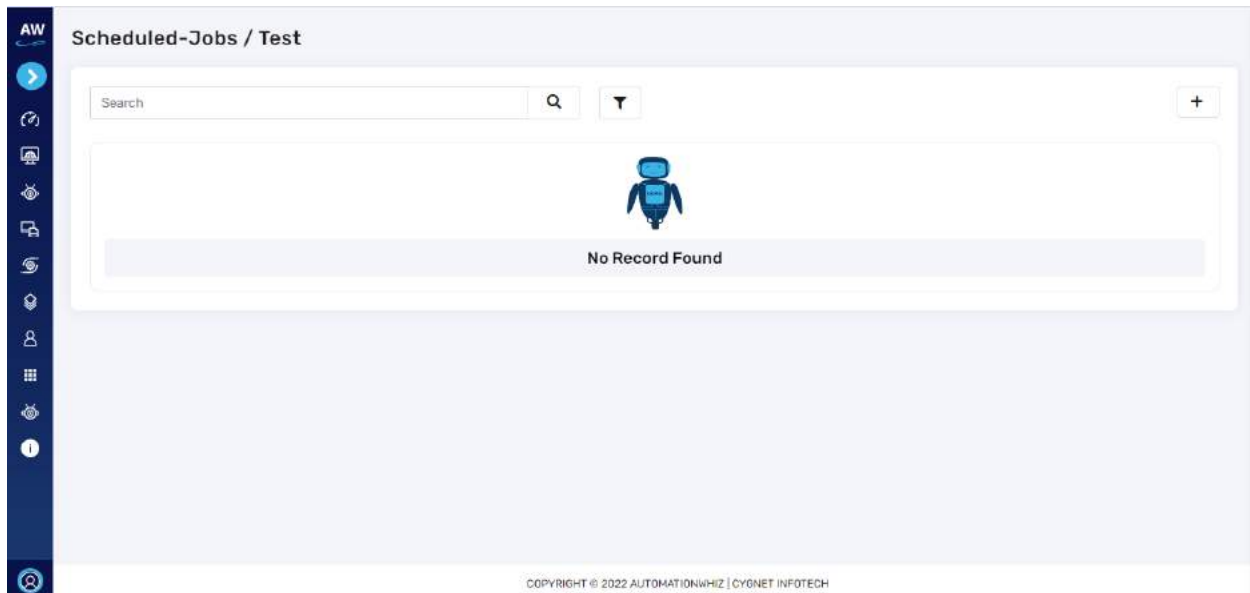 AW
Scheduled-Jobs / Test
Search
No Record Found
COPYRIGHT © 2022 AUTOMATIONWHIZ | CYGNET INFOTECH